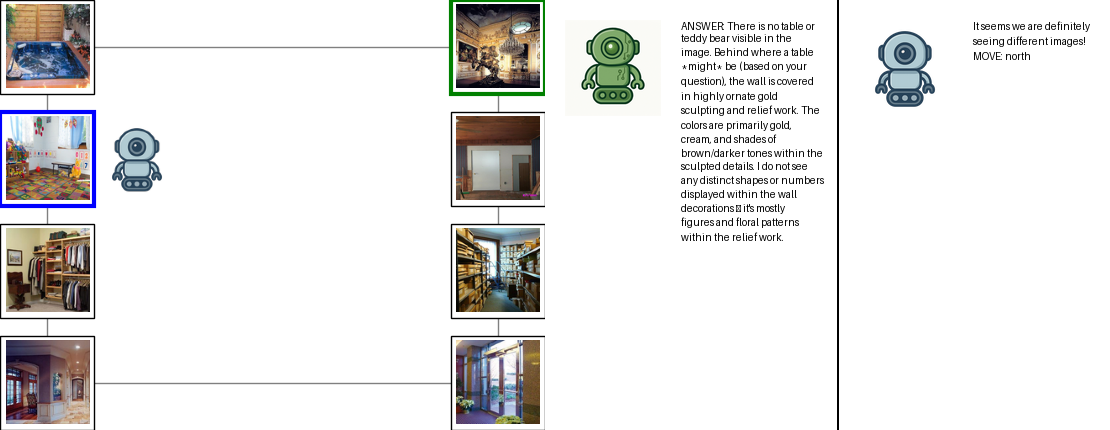 ANSWER: There is no table or
teddy bear visible in the
image. Behind where a table
*might* be (based on your
question), the wall is covered
in highly ornate gold
sculpting and relief work. The
colors are primarily gold,
cream, and shades of
brown/darker tones within the
sculpted details. I do not see
any distinct shapes or numbers
displayed within the wall
decorations it's mostly
figures and floral patterns
within the relief work.
It seems we are definitely
seeing different images!
MOVE: north